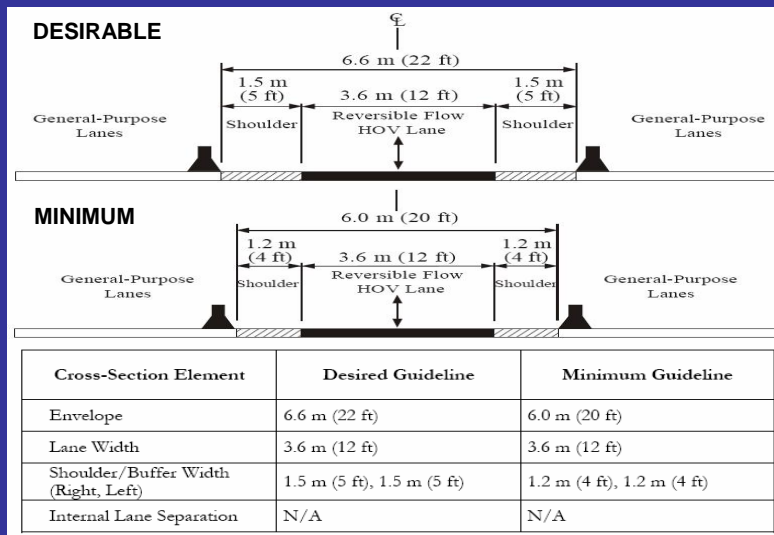 DESIRABLE
℄
6.6 m (22 ft)
1.5 m
(5 ft)
3.6 m (12 ft)
1.5 m
(5 ft)
General-Purpose
Lanes
Shoulder
Reversible Flow
HOV Lane
Shoulder
General-Purpose
Lanes
MINIMUM
6.0 m (20 ft)
1.2 m
(4 ft)
3.6 m (12 ft)
1.2 m
(4 ft)
General-Purpose
Lanes
Shoulder
Reversible Flow
HOV Lane
Shoulder
General-Purpose
Lanes
Cross-Section Element Desired Guideline Minimum Guideline
Envelope 6.6 m (22 ft) 6.0 m (20 ft)
Lane Width 3.6 m (12 ft) 3.6 m (12 ft)
Shoulder/Buffer Width
(Right, Left) 1.5 m (5 ft), 1.5 m (5 ft) 1.2 m (4 ft), 1.2 m (4 ft)
Internal Lane Separation N/A N/A